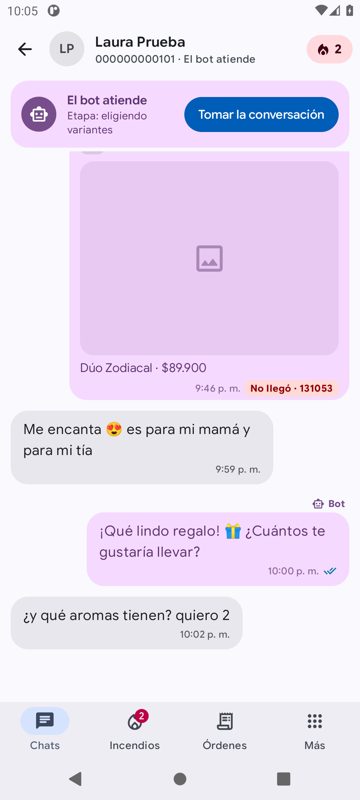 10:05
LP
Laura Prueba
000000000101 · El bot atiende
2
El bot atiende
Etapa: eligiendo
variantes
Tomar la conversación
Dúo Zodiacal · $89.900
9:46 p. m. No llegó · 131053
Me encanta 😍 es para mi mamá y
para mi tía
9:59 p. m.
Bot
¡Qué lindo regalo! 🎁 ¿Cuántos te
gustaría llevar?
10:00 p. m.
¿y qué aromas tienen? quiero 2
10:02 p. m.
2
Chats
Incendios
Órdenes
Más